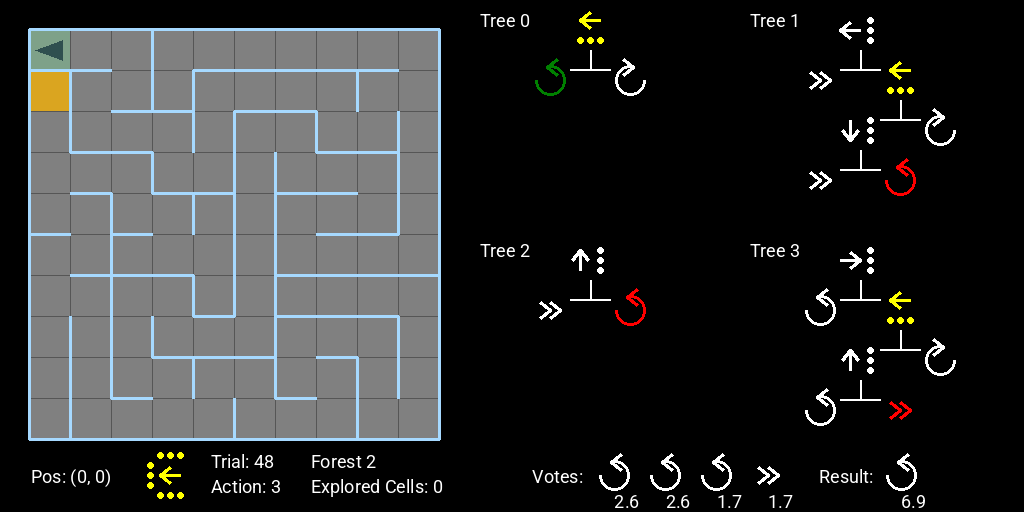 Tree 0
Tree 1
Tree 2
Tree 3
Pos: (0, 0)
Trial: 48
Forest 2
Action: 3
Explored Cells: 0
Votes:
2.6
2.6
1.7
1.7
Result:
6.9